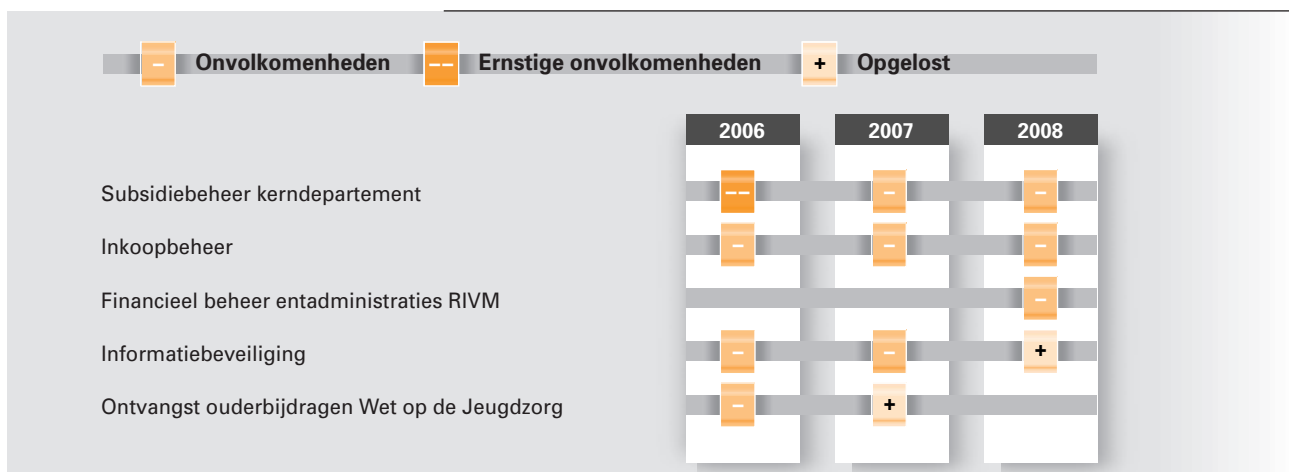 – Onvolkomenheden –– Ernstige onvolkomenheden + Opgelost
2006 2007 2008
Subsidiebeheer kerndepartement –– – –
Inkoopbeheer – – –
Financieel beheer entadministraties RIVM –
Informatiebeveiliging – – +
Ontvangst ouderbijdragen Wet op de Jeugdzorg – +